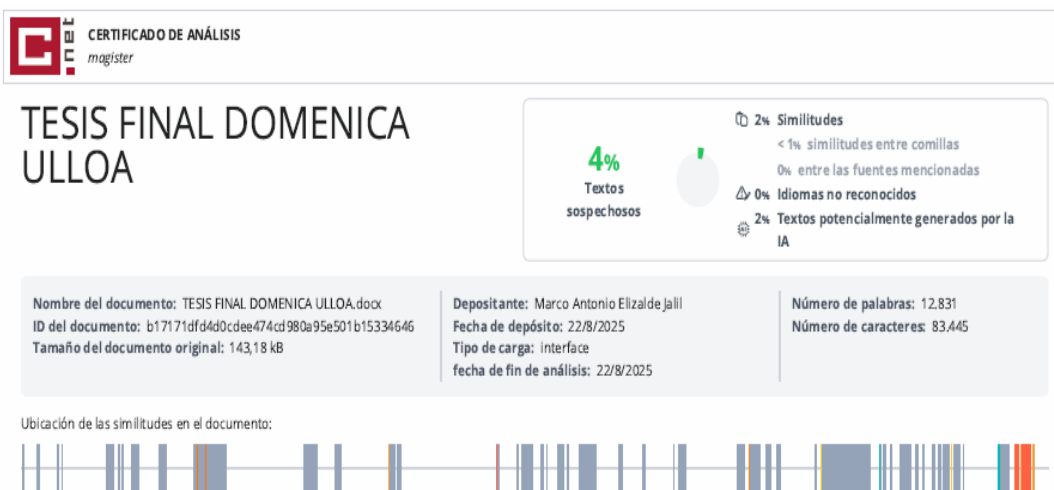 C.net
CERTIFICADO DE ANÁLISIS
magister
TESIS FINAL DOMENICA
ULLOA
4%
Textos
sospechosos
2% Similitudes
< 1% similitudes entre comillas
0% entre las fuentes mencionadas
0% Idiomas no reconocidos
2% Textos potencialmente generados por la
IA
Nombre del documento: TESIS FINAL DOMENICA ULLOA.docx
ID del documento: b17171dfd4d0cdee474cd980a95e501b15334646
Tamaño del documento original: 143,18 kB
Depositante: Marco Antonio Elizalde Jalil
Fecha de depósito: 22/8/2025
Tipo de carga: interface
fecha de fin de análisis: 22/8/2025
Número de palabras: 12.831
Número de caracteres: 83.445
Ubicación de las similitudes en el documento: